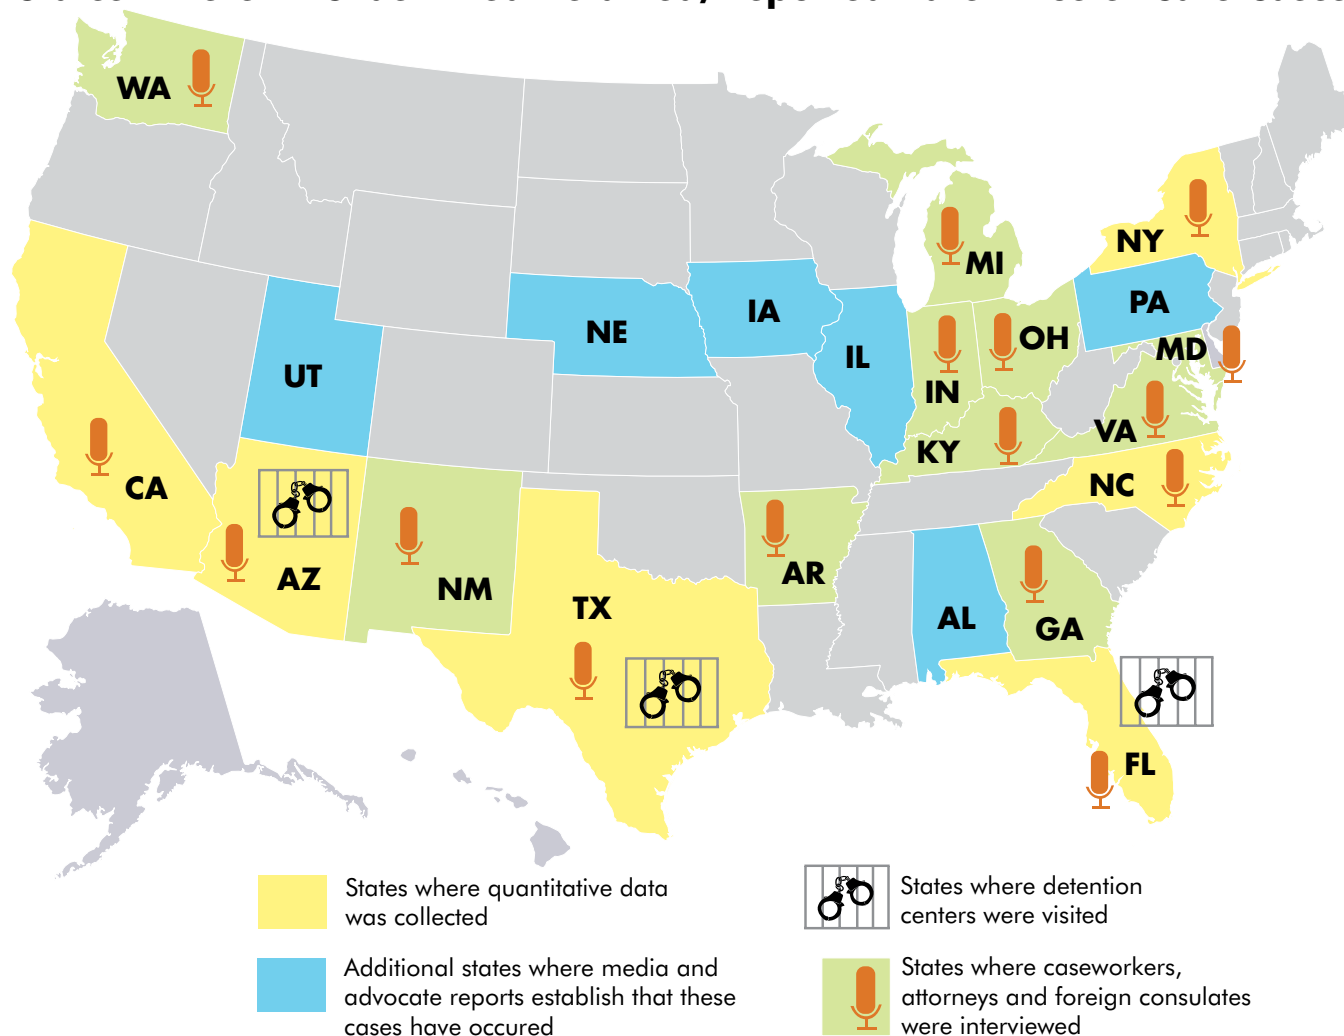 WA
NY
MI
PA
IA
NE
OH
MD
IL
UT
IN
VA
KY
CA
NC
AZ
NM
AR
TX
AL
GA
FL
States where quantitative data
was collected
Additional states where media and
advocate reports establish that these
cases have occured
States where detention
centers were visited
States where caseworkers,
attorneys and foreign consulates
were interviewed